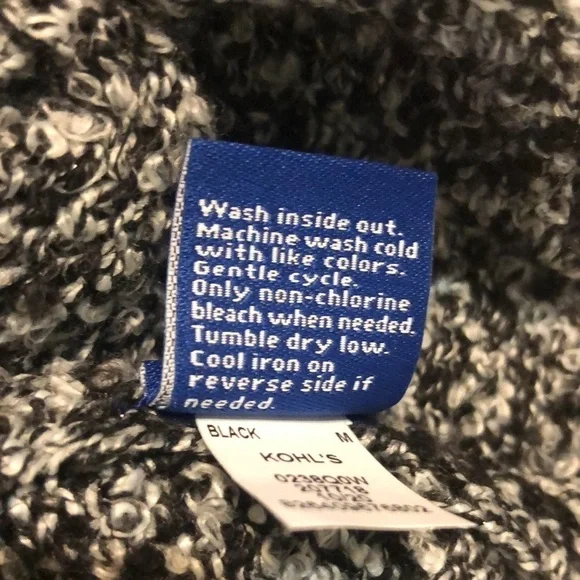 Wash inside out.
Machine wash cold
with like colors.
Gentle cycle.
Only non-chlorine
bleach when needed.
Tumble dry low.
Cool iron on
reverse side if
needed.
BLACK M
KOHL'S
0238Q0W